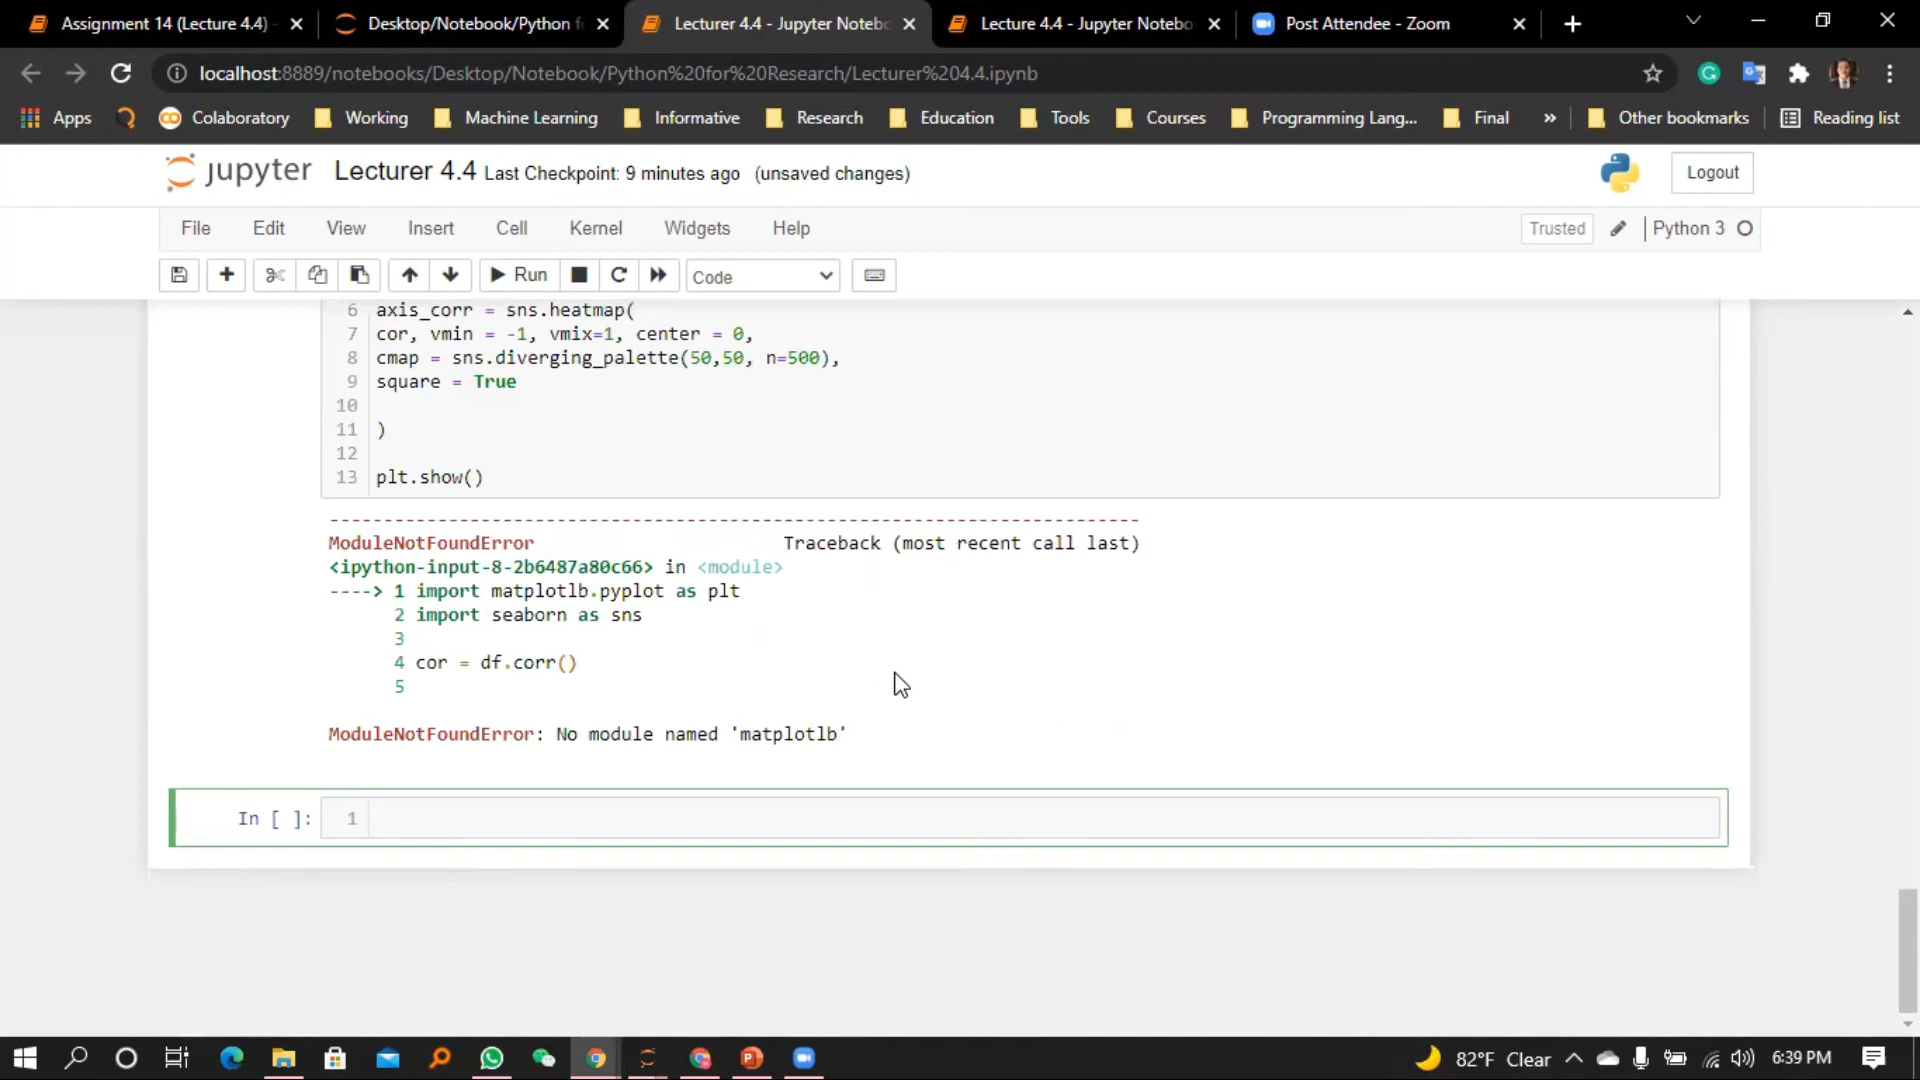 Assignment 14 (Lecture 4.4) -
Desktop/Notebook/Python f
Lecturer 4.4 - Jupyter Notebo
Lecture 4.4 - Jupyter Notebo
Post Attendee - Zoom
localhost:8889/notebooks/Desktop/Notebook/Python%20for%20Research/Lecturer%204.4.ipynb
Apps Colaboratory Working Machine Learning Informative Research Education Tools Courses Programming Lang... Final » Other bookmarks Reading list
jupyter Lecturer 4.4 Last Checkpoint: 9 minutes ago (unsaved changes) Logout
File Edit View Insert Cell Kernel Widgets Help Trusted Python 3
Run Code
6 axis_corr = sns.heatmap(
7 cor, vmin = -1, vmix=1, center = 0,
8 cmap = sns.diverging_palette(50,50, n=500),
9 square = True
10
11 )
12
13 plt.show()
---------------------------------------------------------------------------
ModuleNotFoundError Traceback (most recent call last)
<ipython-input-8-2b6487a80c66> in <module>
----> 1 import matplotlb.pyplot as plt
2 import seaborn as sns
3
4 cor = df.corr()
5
ModuleNotFoundError: No module named 'matplotlb'
In [ ]: 1
82°F Clear 6:39 PM